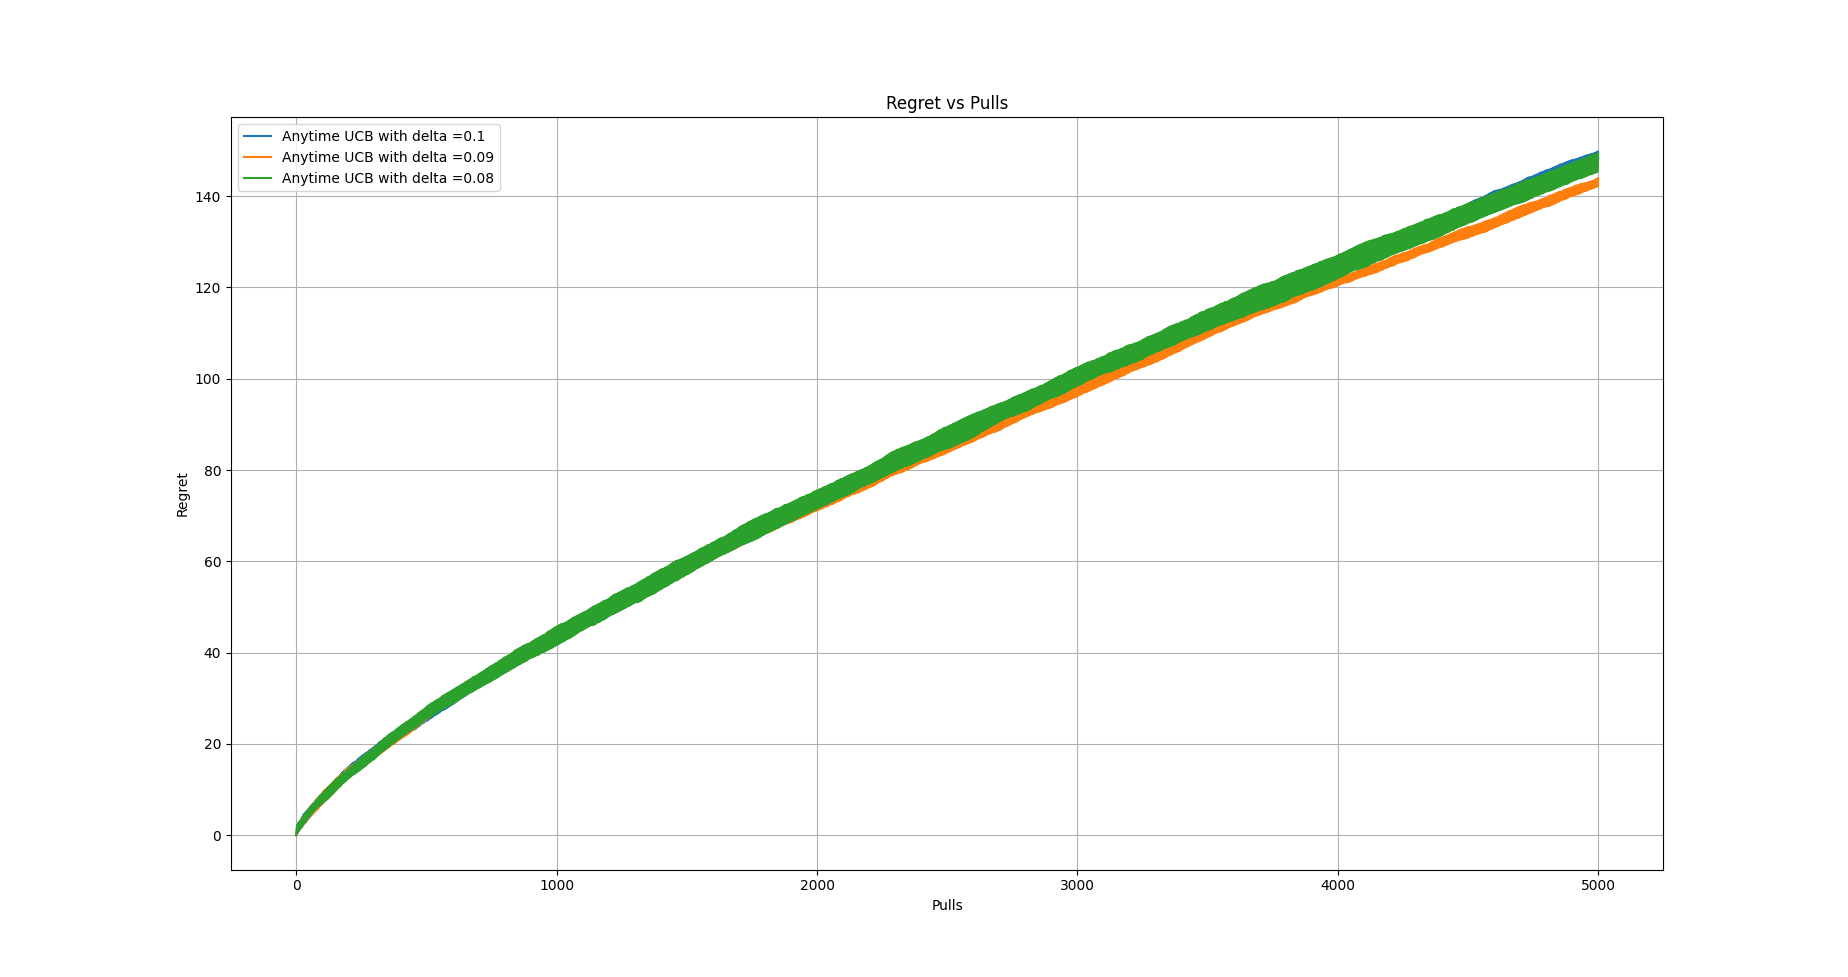 Regret vs Pulls
Anytime UCB with delta =0.1
Anytime UCB with delta =0.09
Anytime UCB with delta =0.08
140
120
100
80
60
40
20
0
Regret
0 1000 2000 3000 4000 5000
Pulls